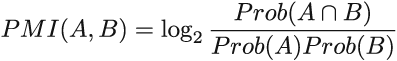 PMI(A, B) = log₂ Prob(A ∩ B) / Prob(A)Prob(B)